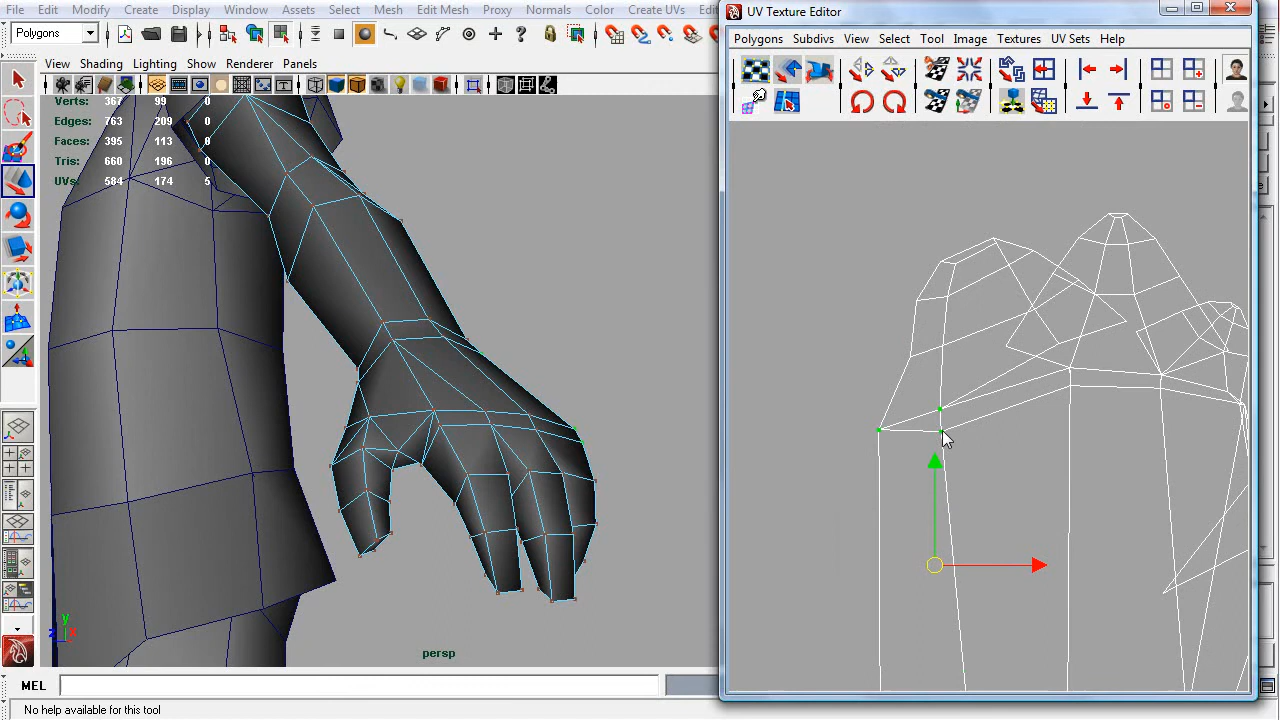 File Edit Modify Create Display Window Assets Select Mesh Edit Mesh Proxy Normals Color Create UVs Edit
UV Texture Editor
Polygons
Polygons Subdivs View Select Tool Image Textures UV Sets Help
View Shading Lighting Show Renderer Panels
Verts: 367 99 0
Edges: 763 209 0
Faces: 395 113 0
Tris: 660 196 0
UVs: 584 174 5
y
z x
persp
MEL
No help available for this tool